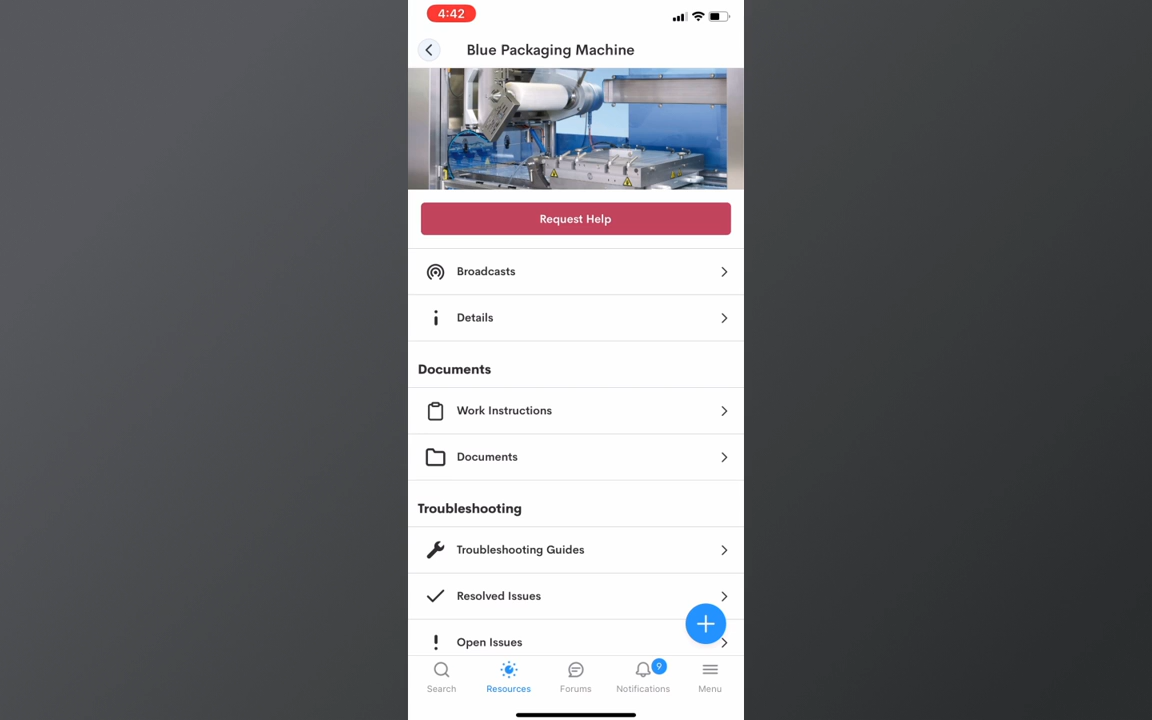 4:42
Blue Packaging Machine
Request Help
Broadcasts
Details
Documents
Work Instructions
Documents
Troubleshooting
Troubleshooting Guides
Resolved Issues
Open Issues
9
Search Resources Forums Notifications Menu